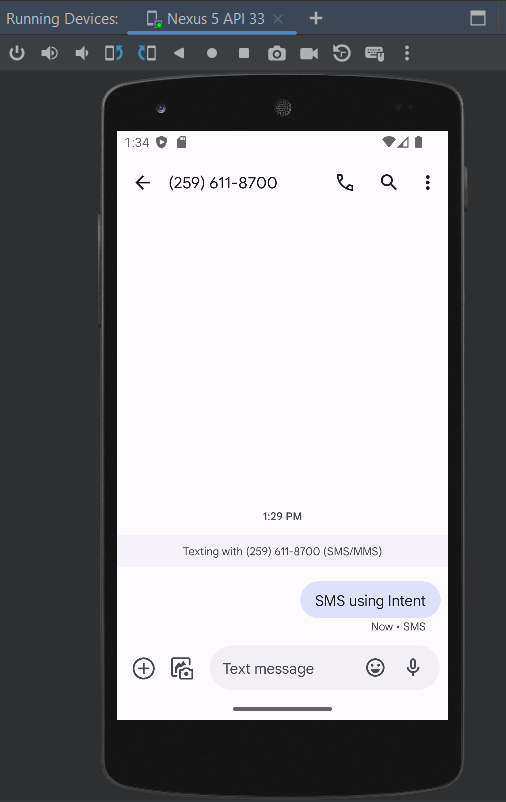 Running Devices: Nexus 5 API 33
1:34
(259) 611-8700
1:29 PM
Texting with (259) 611-8700 (SMS/MMS)
SMS using Intent
Now • SMS
Text message